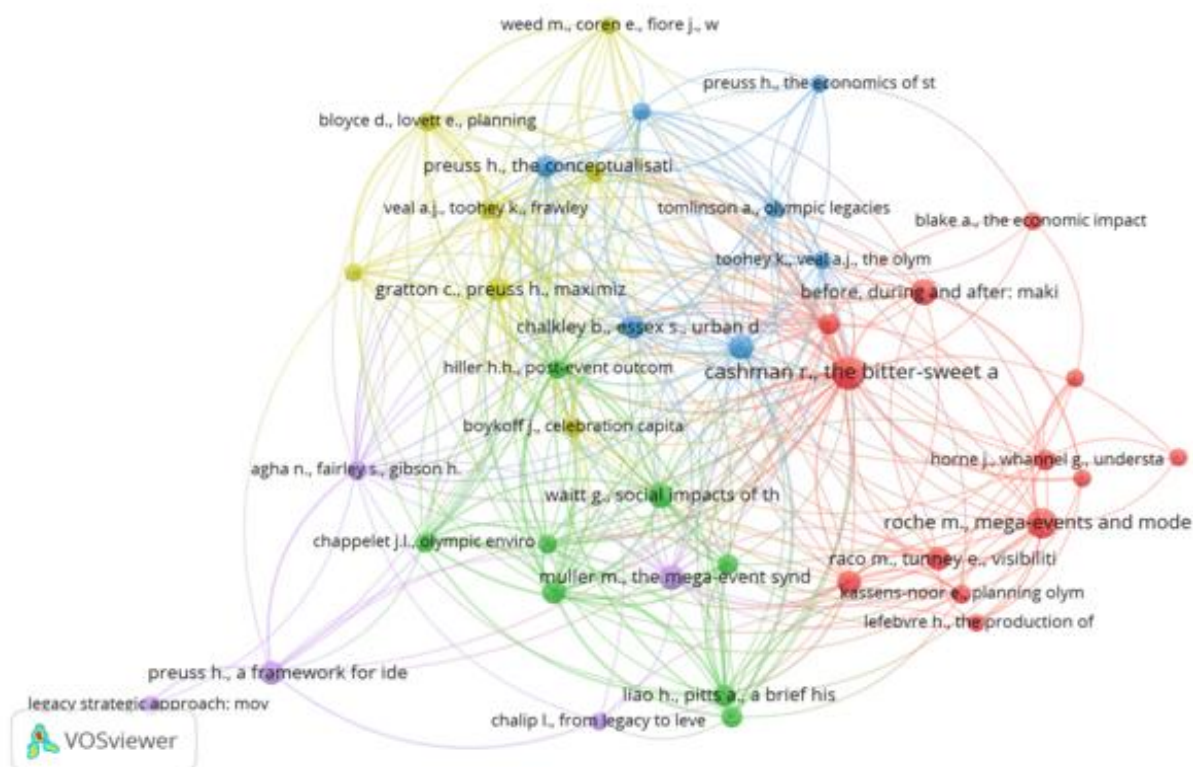 weed m., coren e., fiore j., w
preuss h., the economics of st
bloyce d., lovett e., planning
preuss h., the conceptualisati
veal a.j., toohey k., frawley
tomlinson a., olympic legacies
blake a., the economic impact
toohey k., veal a.j., the olym
gratton c., preuss h., maximiz
before, during and after: maki
chalkley b., essex s., urban d
hiller h.h., post-event outcom
cashman r., the bitter-sweet a
boykoff j., celebration capita
agha n., fairley s., gibson h.
horne j., whannel g., understa
waitt g., social impacts of th
roche m., mega-events and mode
chappelet j.l., olympic enviro
raco m., tunney e., visibiliti
muller m., the mega-event synd
kassens-noor e., planning olym
lefebvre h., the production of
preuss h., a framework for ide
liao h., pitts a., a brief his
legacy strategic approach: mov
chalip l., from legacy to leve
VOSviewer